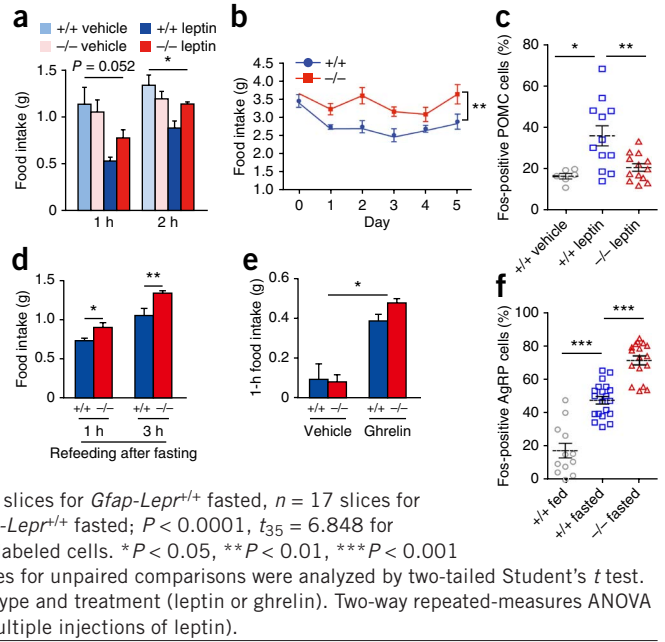 a
+/+ vehicle +/+ leptin
–/– vehicle –/– leptin
P = 0.052
*
Food intake (g)
1.5
1.0
0.5
0
1 h 2 h
b
+/+
–/–
Food intake (g)
4.5
4.0
3.5
3.0
2.5
2.0
1.5
1.0
**
0 1 2 3 4 5
Day
c
Fos-positive POMC cells (%)
80
60
40
20
0
* **
+/+ vehicle
+/+ leptin
–/– leptin
d
Food intake (g)
1.5
1.0
0.5
0
* **
+/+ –/– +/+ –/–
1 h 3 h
Refeeding after fasting
e
1-h food intake (g)
0.6
0.4
0.2
0
*
+/+ –/– +/+ –/–
Vehicle Ghrelin
f
Fos-positive AgRP cells (%)
100
80
60
40
20
0
*** ***
+/+ fed
+/+ fasted
–/– fasted
slices for Gfap-Lepr+/+ fasted, n = 17 slices for
-Lepr+/+ fasted; P < 0.0001, t35 = 6.848 for
labeled cells. *P < 0.05, **P < 0.01, ***P < 0.001
es for unpaired comparisons were analyzed by two-tailed Student’s t test.
ype and treatment (leptin or ghrelin). Two-way repeated-measures ANOVA
ultiple injections of leptin).